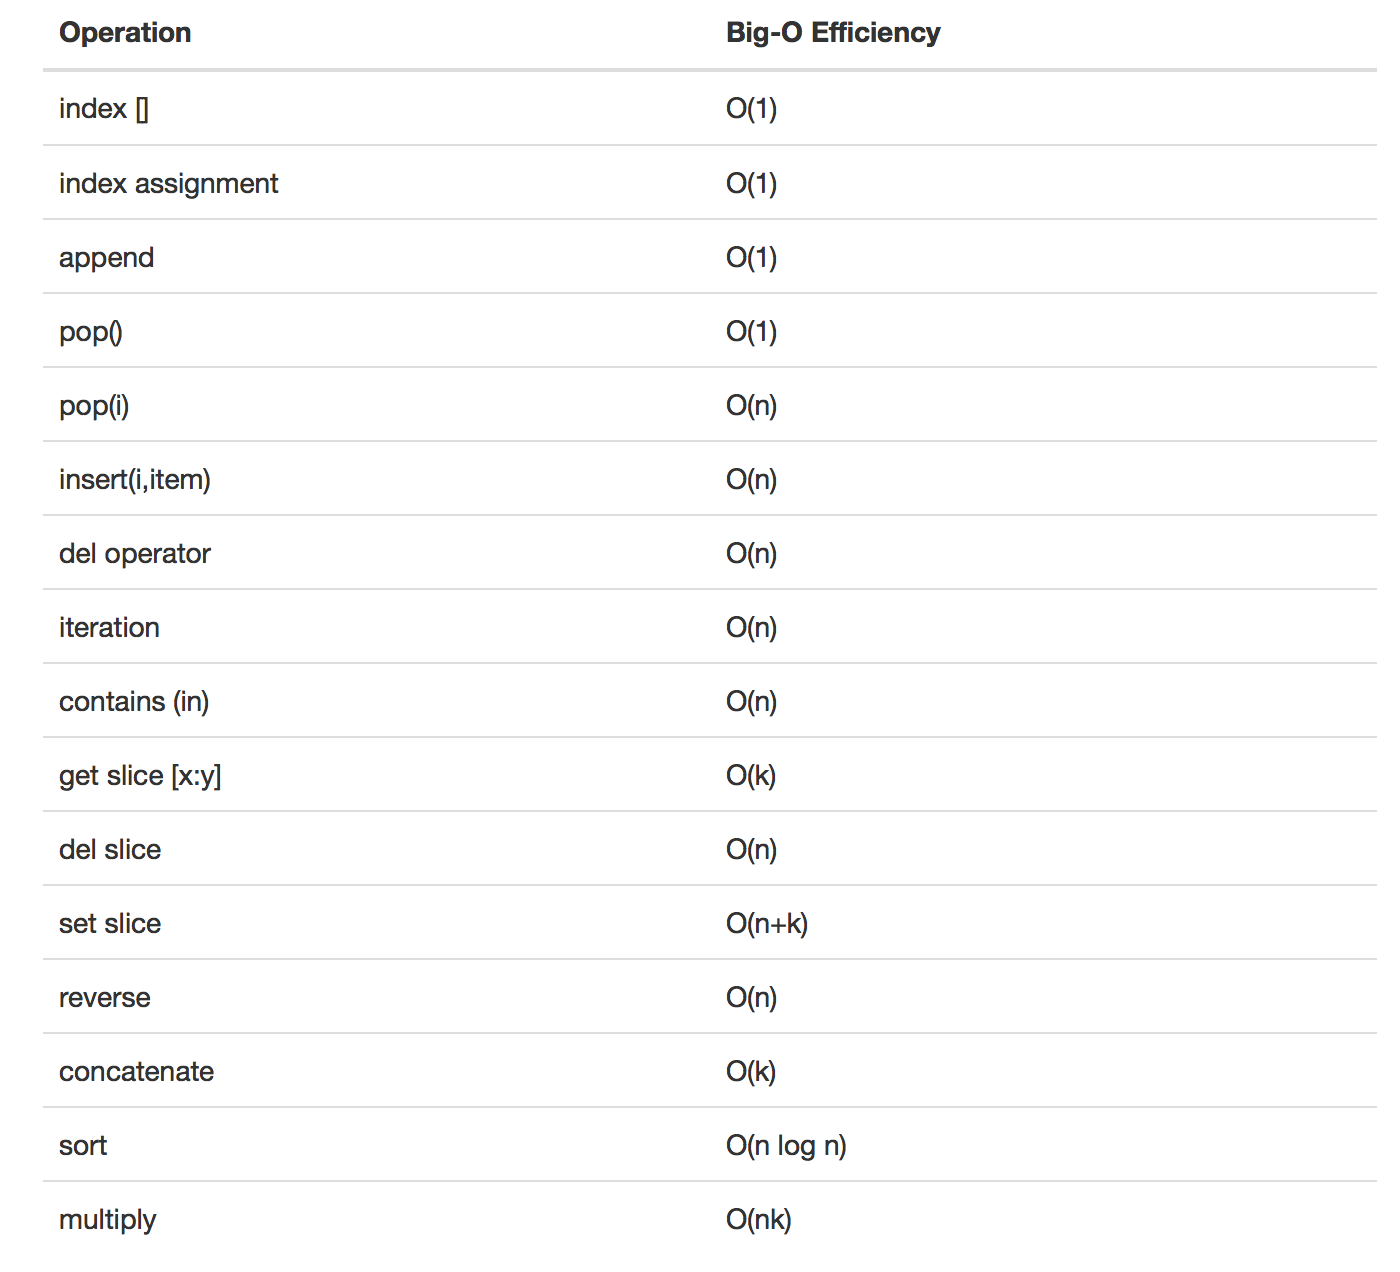 Operation Big-O Efficiency
index [] O(1)
index assignment O(1)
append O(1)
pop() O(1)
pop(i) O(n)
insert(i,item) O(n)
del operator O(n)
iteration O(n)
contains (in) O(n)
get slice [x:y] O(k)
del slice O(n)
set slice O(n+k)
reverse O(n)
concatenate O(k)
sort O(n log n)
multiply O(nk)